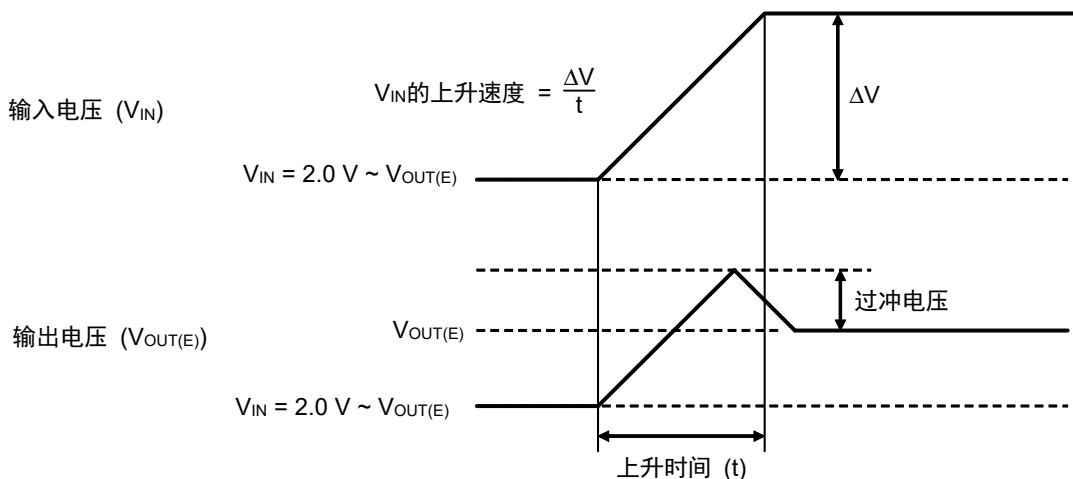 VIN的上升速度 = ΔV/t
ΔV
输入电压 (VIN)
VIN = 2.0 V ~ VOUT(E)
过冲电压
输出电压 (VOUT(E))
VOUT(E)
VIN = 2.0 V ~ VOUT(E)
上升时间 (t)